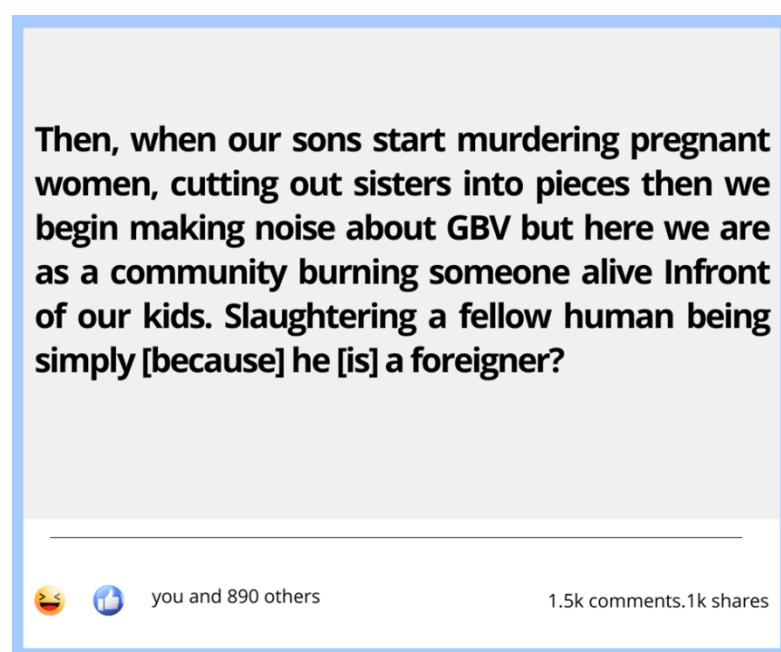 Then, when our sons start murdering pregnant
women, cutting out sisters into pieces then we
begin making noise about GBV but here we are
as a community burning someone alive Infront
of our kids. Slaughtering a fellow human being
simply [because] he [is] a foreigner?
you and 890 others
1.5k comments.1k shares